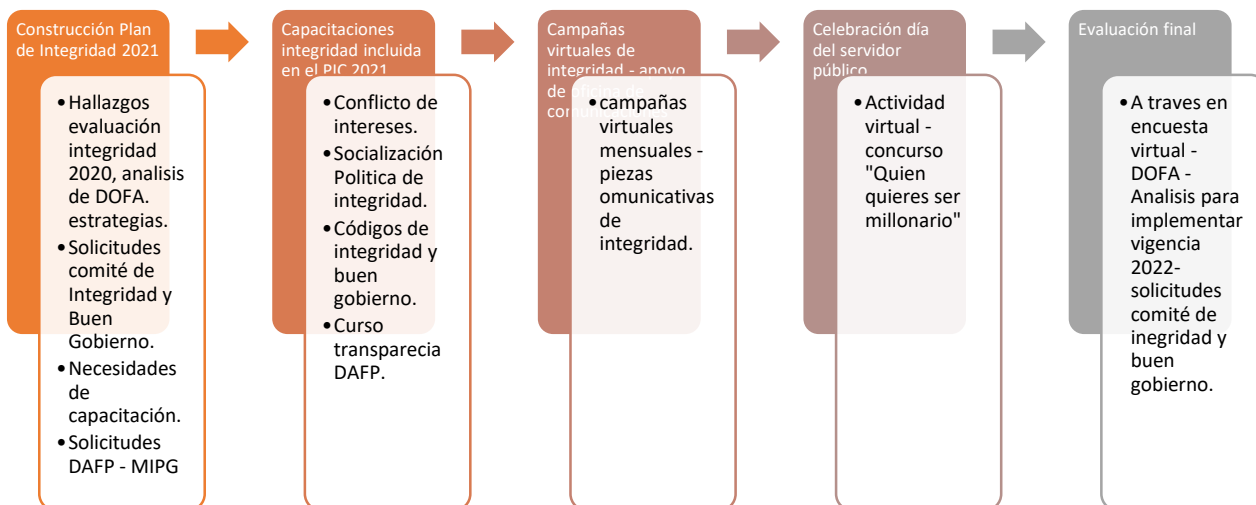 Construcción Plan
de Integridad 2021
• Hallazgos
evaluación
integridad
2020, analisis
de DOFA.
estrategias.
• Solicitudes
comité de
Integridad y
Buen
Gobierno.
• Necesidades
de
capacitación.
• Solicitudes
DAFP - MIPG
Capacitaciones
integridad incluida
en el PIC 2021
• Conflicto de
intereses.
• Socialización
Politica de
integridad.
• Códigos de
integridad y
buen
gobierno.
• Curso
transparecia
DAFP.
Campañas
virtuales de
integridad - apoyo
de oficina de
comunicaciones
• campañas
virtuales
mensuales -
piezas
omunicativas
de
integridad.
Celebración día
del servidor
público
• Actividad
virtual -
concurso
"Quien
quieres ser
millonario"
Evaluación final
• A traves en
encuesta
virtual -
DOFA -
Analisis para
implementar
vigencia
2022-
solicitudes
comité de
inegridad y
buen
gobierno.